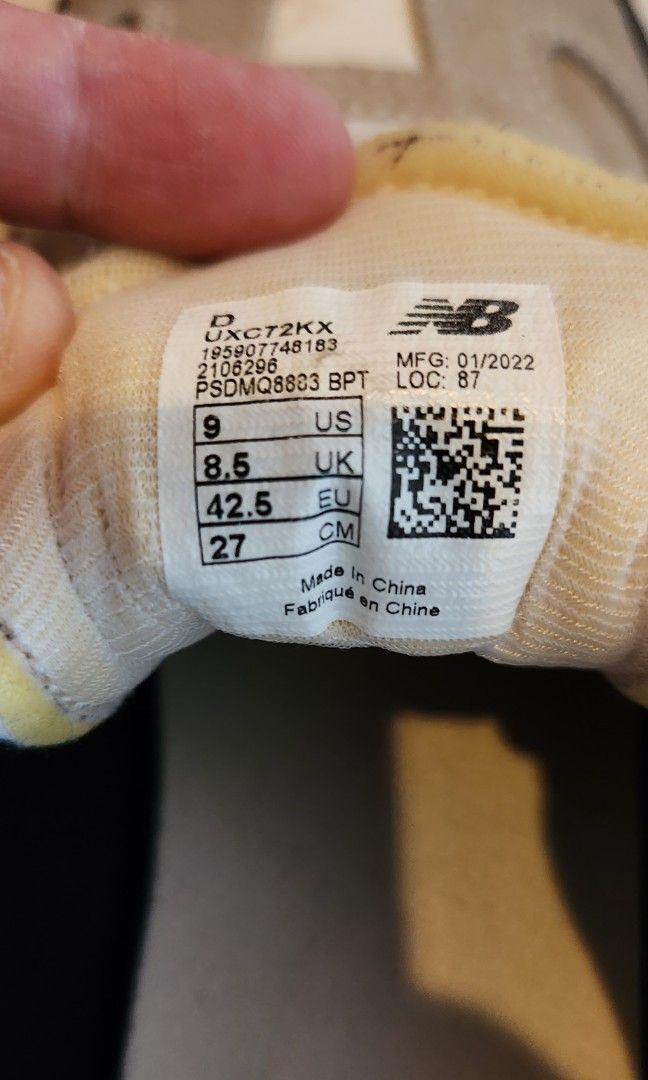 D
UXC72KX
195907748183
2106296
PSDMQ8883 BPT
NB
MFG: 01/2022
LOC: 87
9 US
8.5 UK
42.5 EU
27 CM
Made In China
Fabriqué en Chine